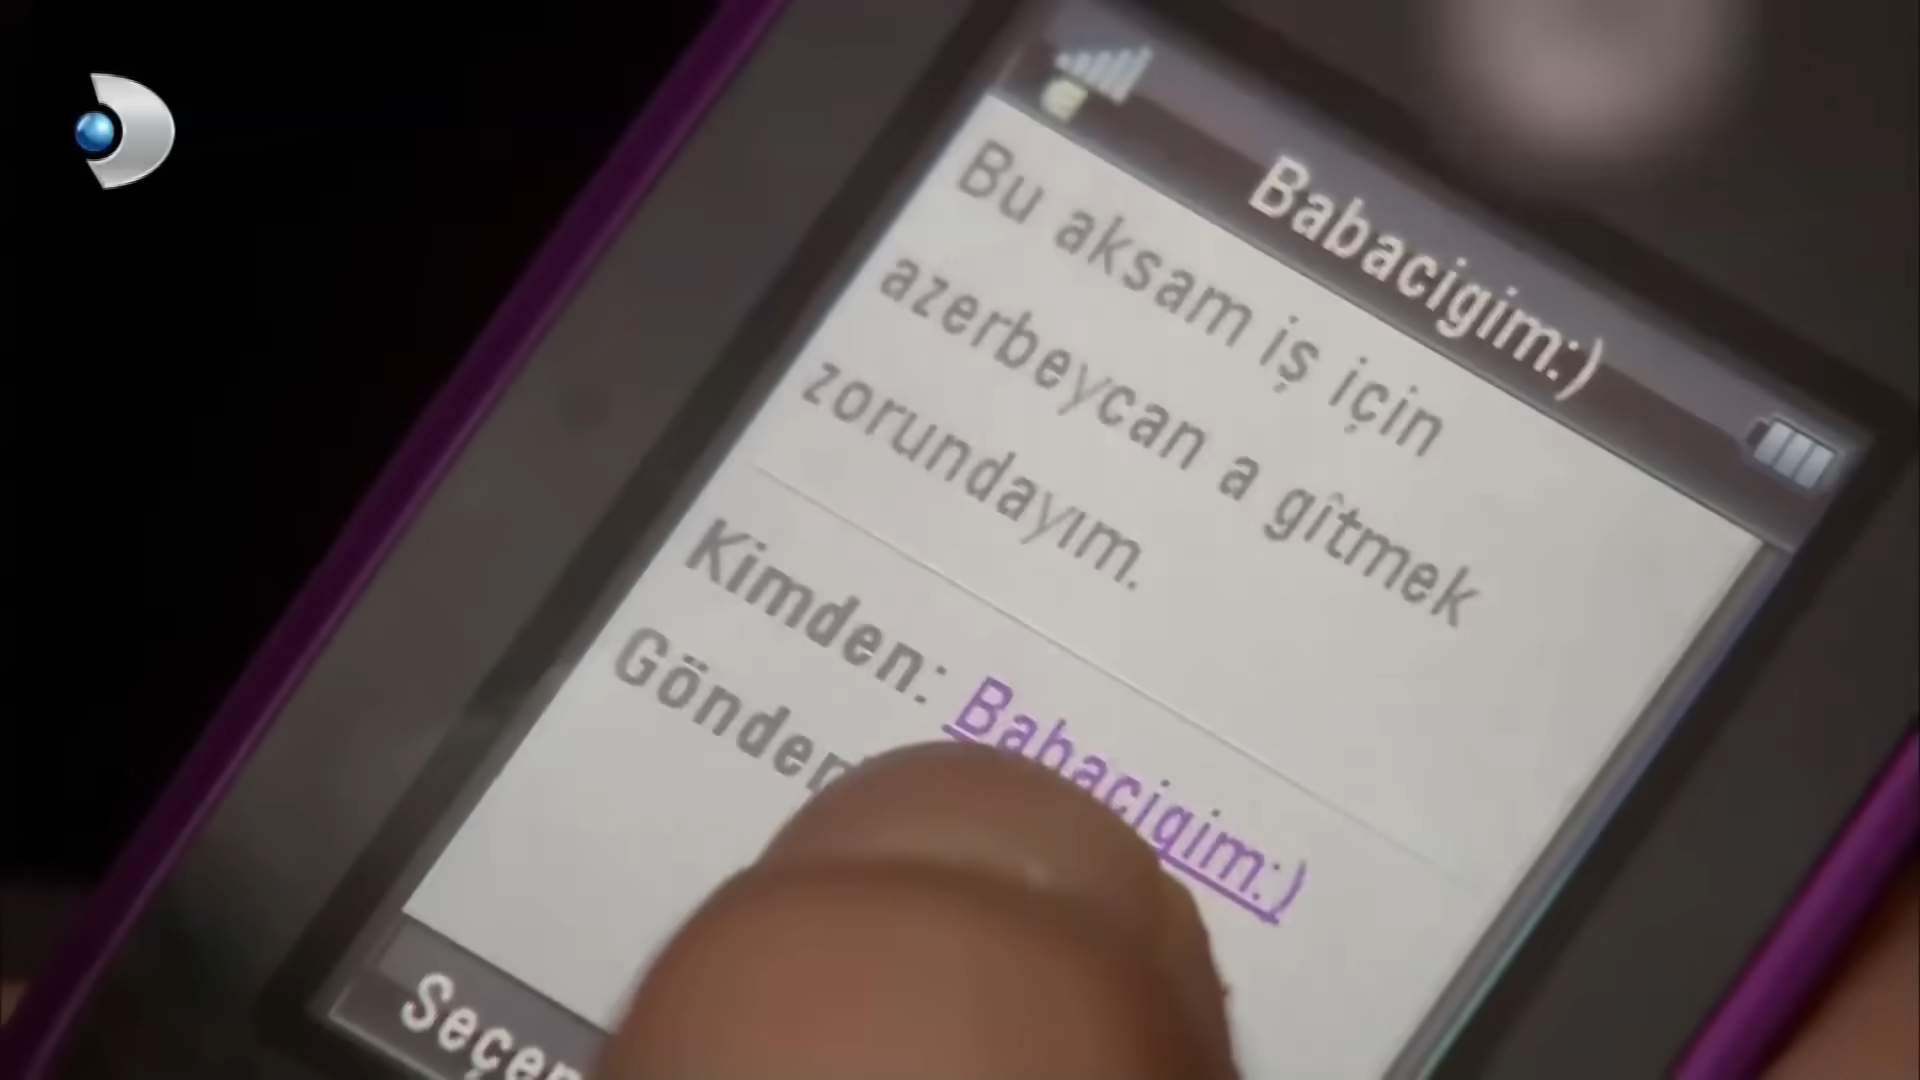 Babacigim:)
Bu aksam iş için
azerbeycan a gîtmek
zorundayım.
Kimden: Babacigim:)